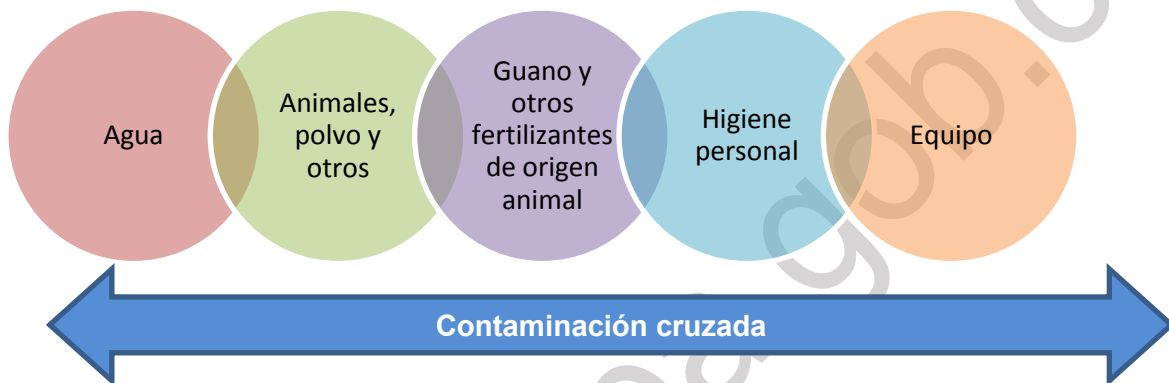 Agua
Animales,
polvo y
otros
Guano y
otros
fertilizantes
de origen
animal
Higiene
personal
Equipo
Contaminación cruzada